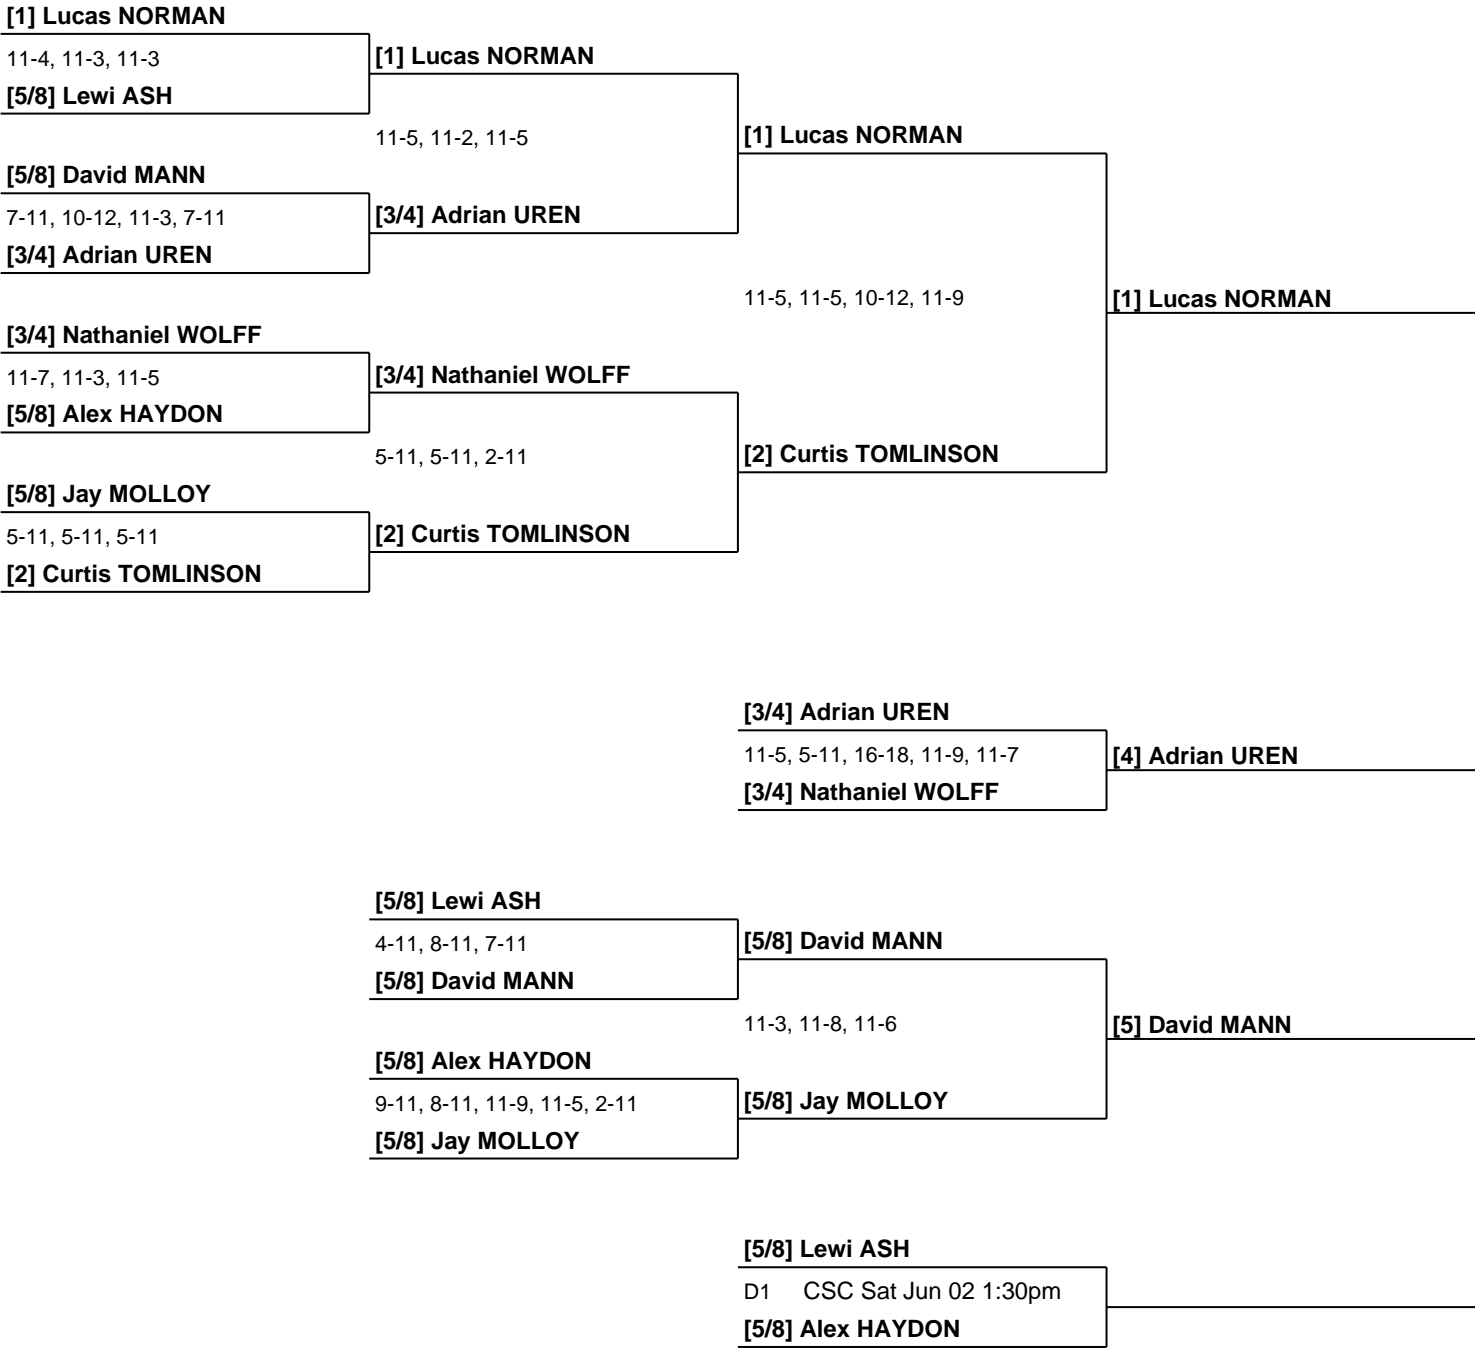 [1] Lucas NORMAN
11-4, 11-3, 11-3
[5/8] Lewi ASH
[5/8] David MANN
7-11, 10-12, 11-3, 7-11
[3/4] Adrian UREN
[3/4] Nathaniel WOLFF
11-7, 11-3, 11-5
[5/8] Alex HAYDON
[5/8] Jay MOLLOY
5-11, 5-11, 5-11
[2] Curtis TOMLINSON
[1] Lucas NORMAN
11-5, 11-2, 11-5
[3/4] Adrian UREN
[3/4] Nathaniel WOLFF
5-11, 5-11, 2-11
[2] Curtis TOMLINSON
[1] Lucas NORMAN
11-5, 11-5, 10-12, 11-9
[2] Curtis TOMLINSON
[1] Lucas NORMAN
[3/4] Adrian UREN
11-5, 5-11, 16-18, 11-9, 11-7
[3/4] Nathaniel WOLFF
[4] Adrian UREN
[5/8] Lewi ASH
4-11, 8-11, 7-11
[5/8] David MANN
[5/8] Alex HAYDON
9-11, 8-11, 11-9, 11-5, 2-11
[5/8] Jay MOLLOY
[5/8] David MANN
11-3, 11-8, 11-6
[5/8] Jay MOLLOY
[5] David MANN
[5/8] Lewi ASH
D1 CSC Sat Jun 02 1:30pm
[5/8] Alex HAYDON